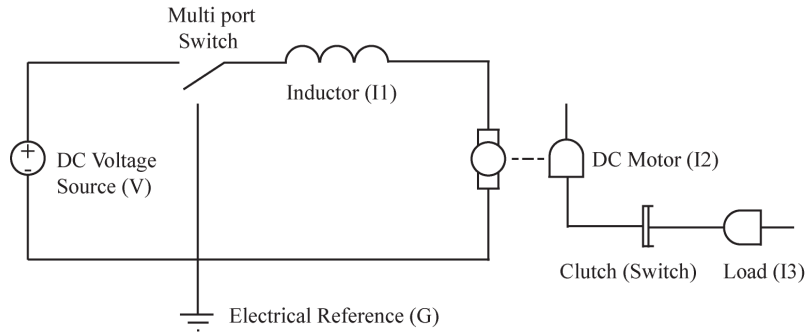 Multi port
Switch
Inductor (I1)
+
-
DC Voltage
Source (V)
DC Motor (I2)
Clutch (Switch)
Load (I3)
Electrical Reference (G)